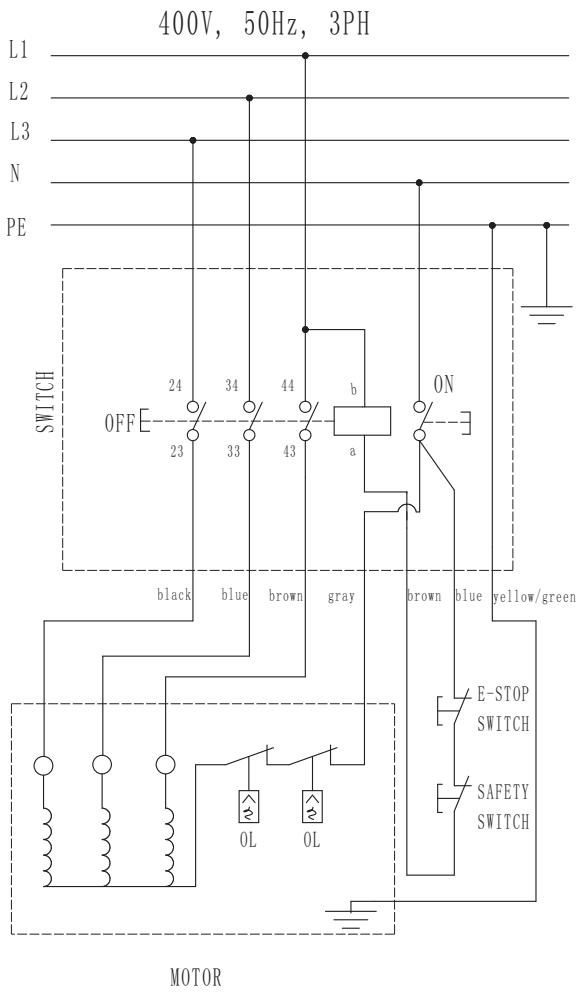 400V, 50Hz, 3PH
L1
L2
L3
N
PE
SWITCH
24
34
44
b
ON
OFF
23
33
43
a
black
blue
brown
gray
brown
blue
yellow/green
E-STOP
SWITCH
SAFETY
SWITCH
OL
OL
MOTOR